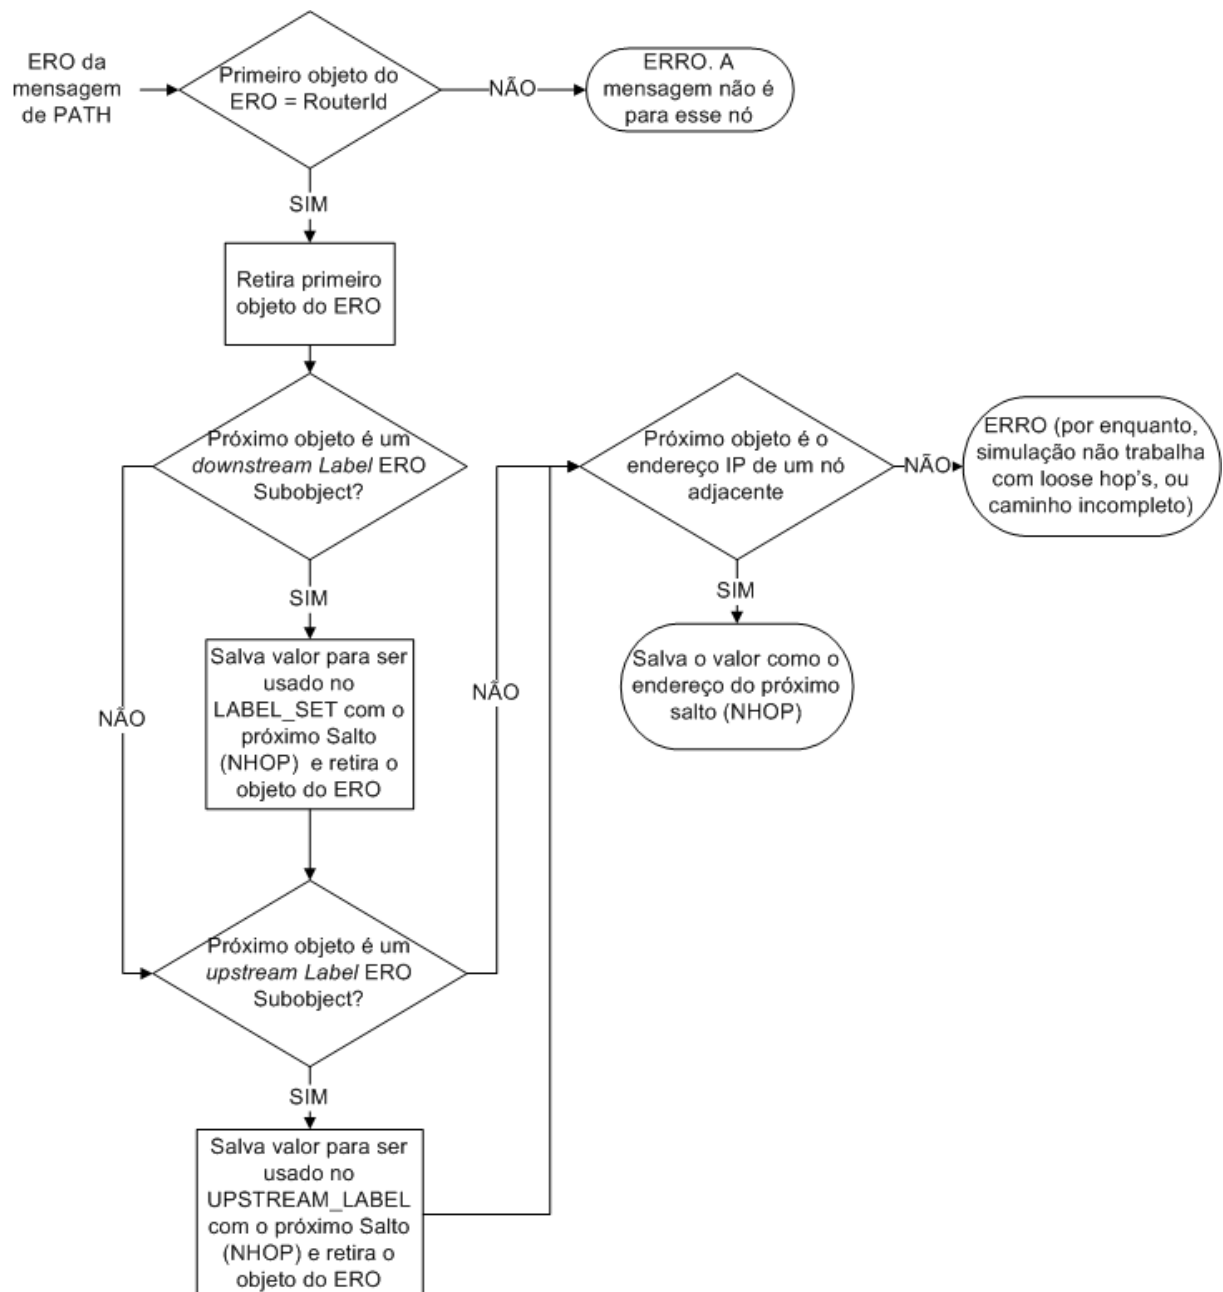 ERO da
mensagem
de PATH
Primeiro objeto do
ERO = RouterId
NÃO
ERRO. A
mensagem não é
para esse nó
SIM
Retira primeiro
objeto do ERO
Próximo objeto é um
downstream Label ERO
Subobject?
Próximo objeto é o
endereço IP de um nó
adjacente
NÃO
ERRO (por enquanto,
simulação não trabalha
com loose hop's, ou
caminho incompleto)
SIM
SIM
Salva valor para ser
usado no
LABEL_SET com o
próximo Salto
(NHOP) e retira o
objeto do ERO
NÃO
NÃO
Salva o valor como o
endereço do próximo
salto (NHOP)
Próximo objeto é um
upstream Label ERO
Subobject?
SIM
Salva valor para ser
usado no
UPSTREAM_LABEL
com o próximo Salto
(NHOP) e retira o
objeto do ERO